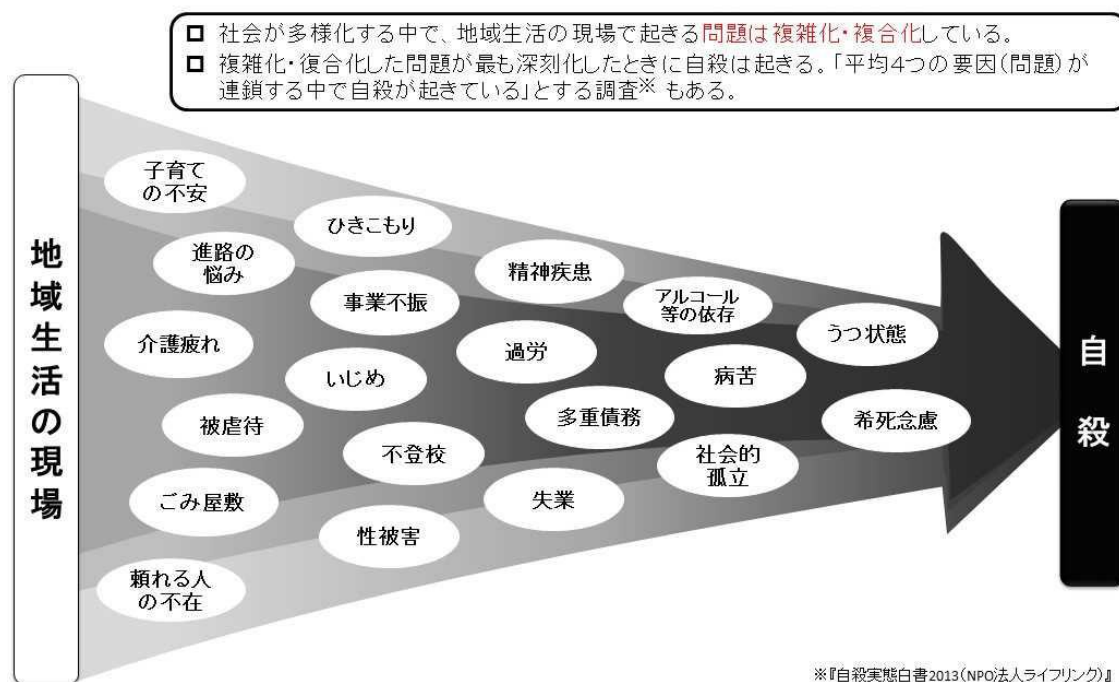 □ 社会が多様化する中で、地域生活の現場で起きる問題は複雑化・複合化している。
□ 複雑化・復合化した問題が最も深刻化したときに自殺は起きる。「平均4つの要因(問題)が
連鎖する中で自殺が起きている」とする調査※ もある。
地域生活の現場
子育て
の不安
進路の
悩み
介護疲れ
被虐待
ごみ屋敷
頼れる人
の不在
ひきこもり
事業不振
いじめ
不登校
性被害
精神疾患
過労
多重債務
失業
アルコール
等の依存
病苦
社会的
孤立
うつ状態
希死念慮
自殺
※『自殺実態白書2013(NPO法人ライフリンク)』